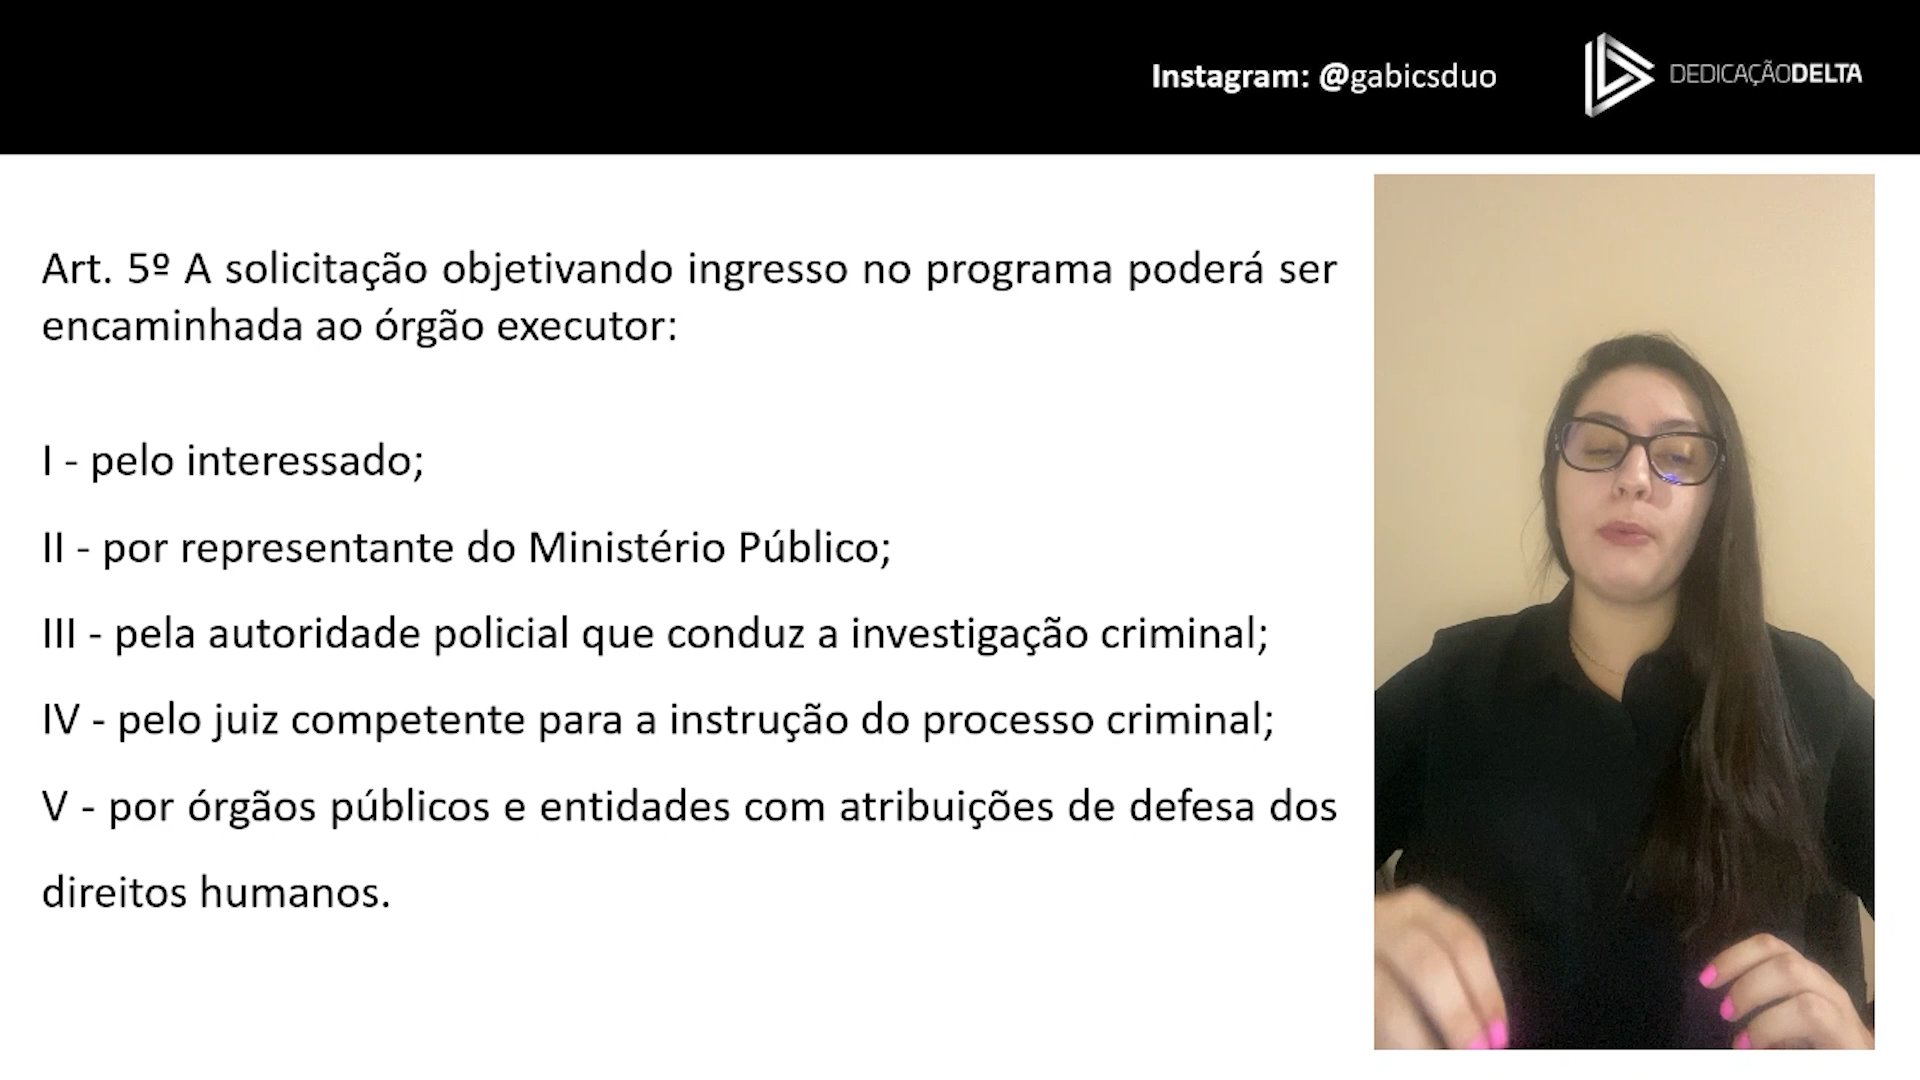 Instagram: @gabicsduo
DEDICAÇÃODELTA
Art. 5º A solicitação objetivando ingresso no programa poderá ser
encaminhada ao órgão executor:
I - pelo interessado;
II - por representante do Ministério Público;
III - pela autoridade policial que conduz a investigação criminal;
IV - pelo juiz competente para a instrução do processo criminal;
V - por órgãos públicos e entidades com atribuições de defesa dos
direitos humanos.